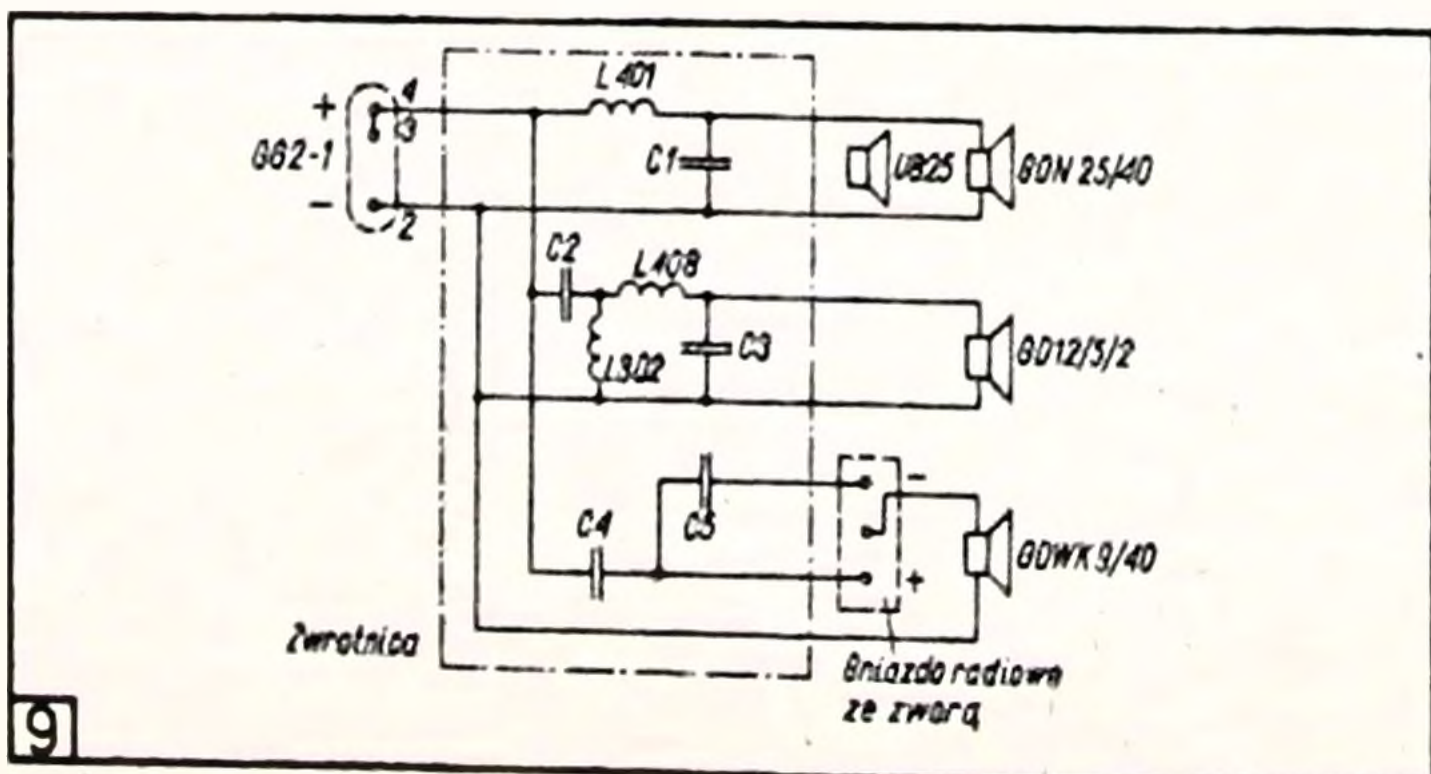 L401
+
4
3
GG2-1
-
2
C1
UB25
GDN 25/40
C2
L408
L302
C3
GD12/5/2
C5
-
C4
+
GDWK 9/40
Zwrotnica
Gniazdo radiowe
ze zworą
9